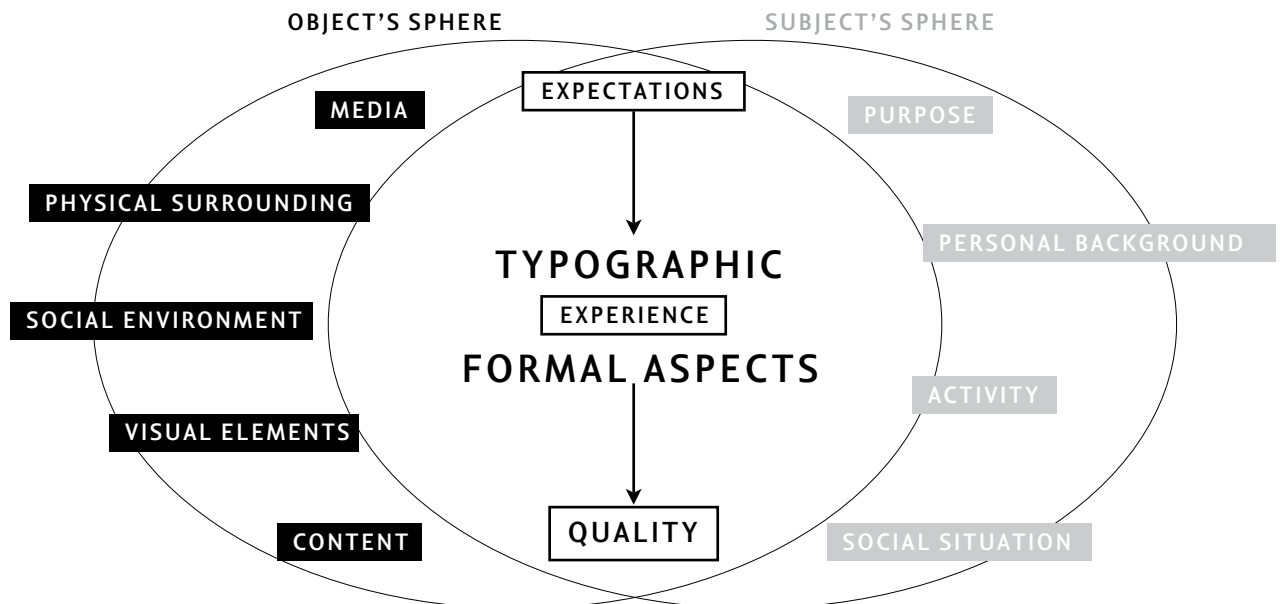 OBJECT'S SPHERE
SUBJECT'S SPHERE
EXPECTATIONS
MEDIA
PURPOSE
PHYSICAL SURROUNDING
PERSONAL BACKGROUND
TYPOGRAPHIC
SOCIAL ENVIRONMENT
EXPERIENCE
FORMAL ASPECTS
ACTIVITY
VISUAL ELEMENTS
QUALITY
CONTENT
SOCIAL SITUATION